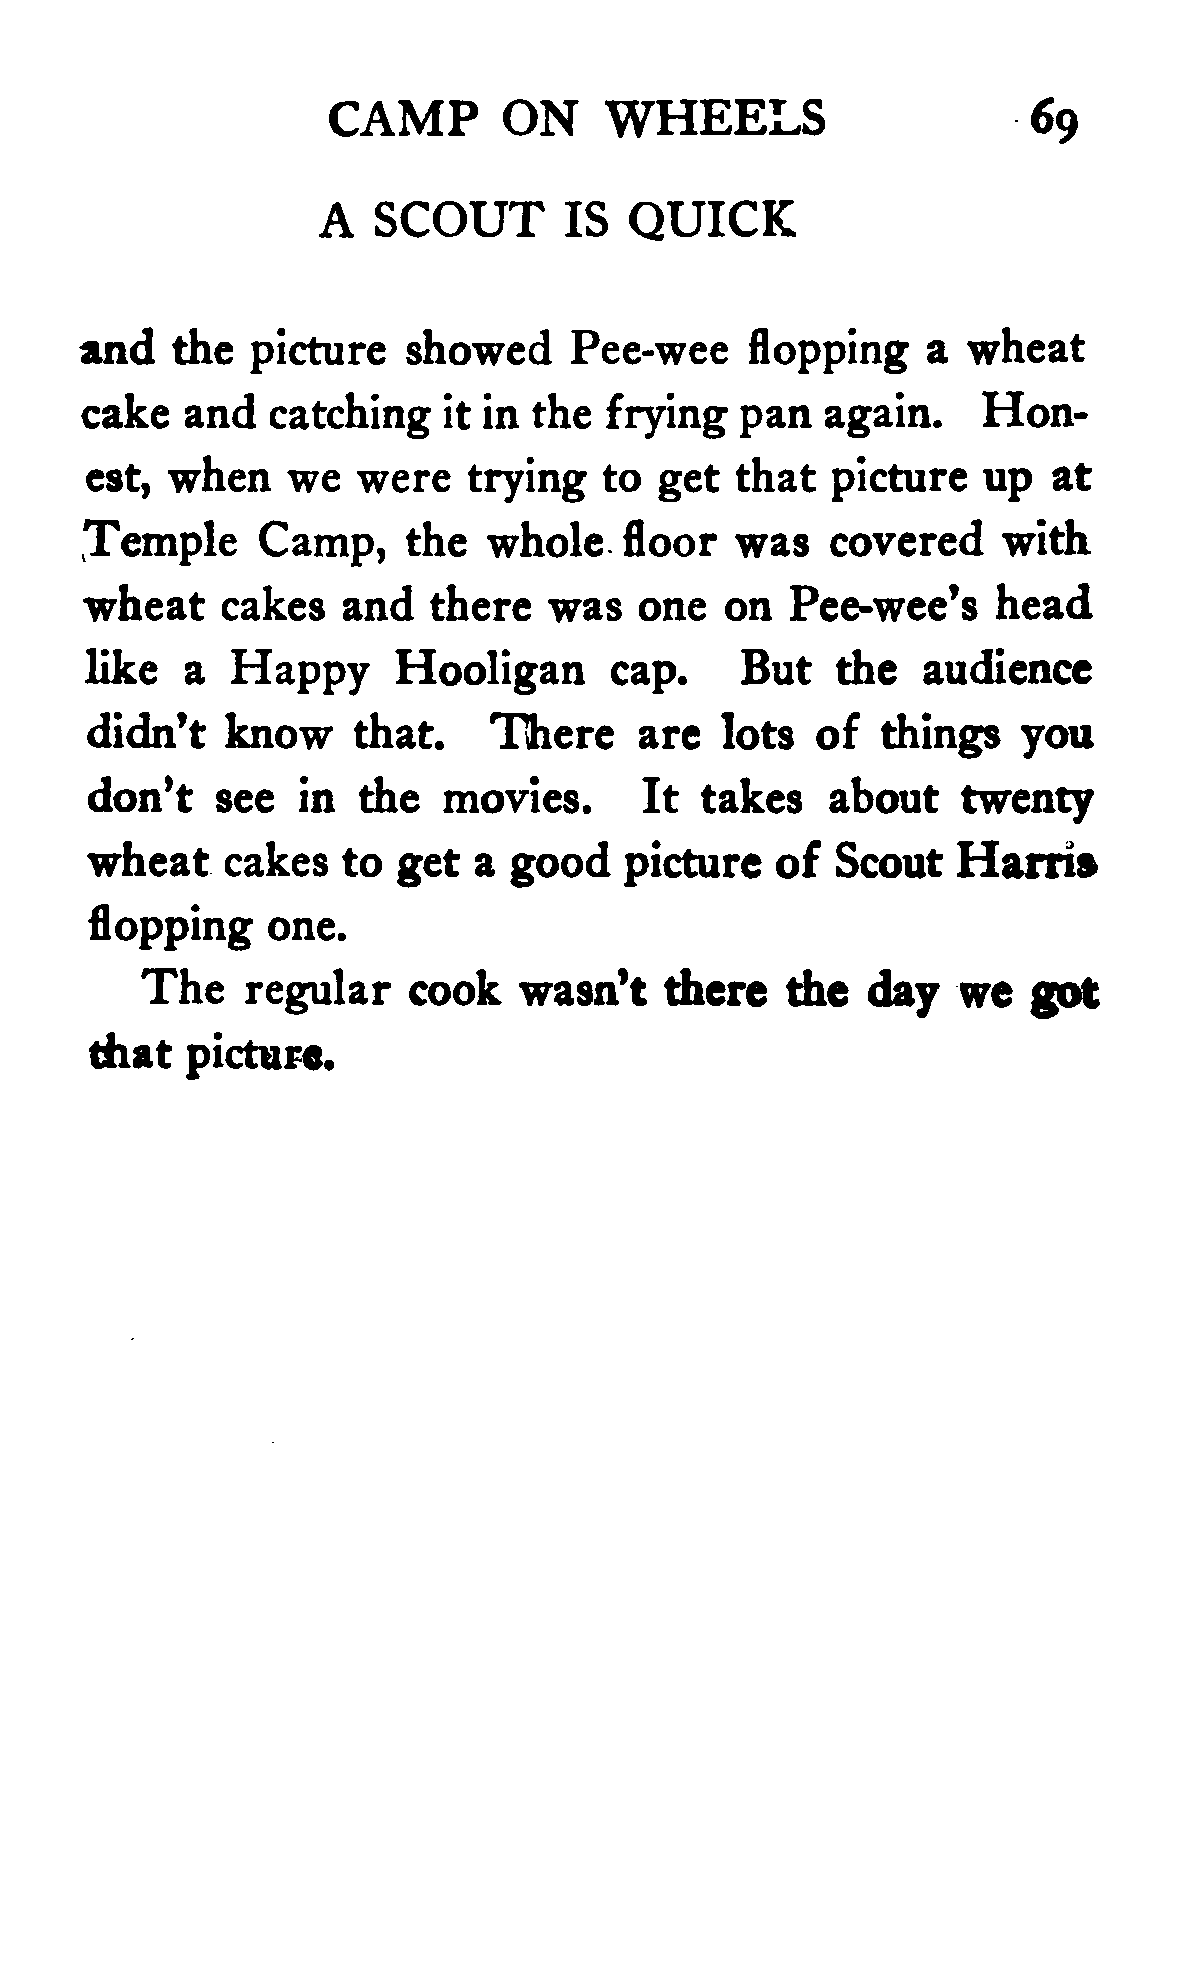 CAMP ON WHEELS 69
A SCOUT IS QUICK
and the picture showed Pee-wee flopping a wheat
cake and catching it in the frying pan again. Hon-
est, when we were trying to get that picture up at
Temple Camp, the whole floor was covered with
wheat cakes and there was one on Pee-wee's head
like a Happy Hooligan cap. But the audience
didn't know that. There are lots of things you
don't see in the movies. It takes about twenty
wheat cakes to get a good picture of Scout Harris
flopping one.
The regular cook wasn't there the day we got
that picture.